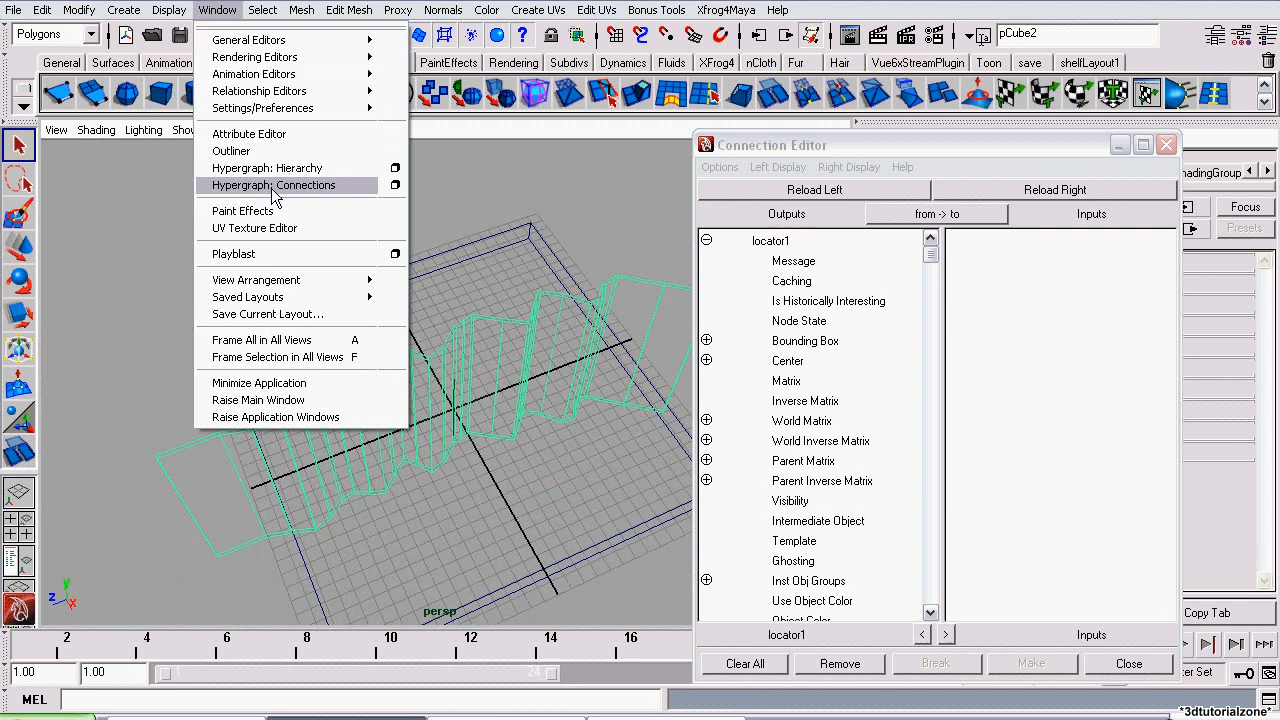 File Edit Modify Create Display Window Select Mesh Edit Mesh Proxy Normals Color Create UVs Edit UVs Bonus Tools Xfrog4Maya Help
Polygons
pCube2
General Surfaces Animation PaintEffects Rendering Subdivs Dynamics Fluids XFrog4 nCloth Fur Hair Vue6xStreamPlugin Toon save shelfLayout1
View Shading Lighting Show
General Editors
Rendering Editors
Animation Editors
Relationship Editors
Settings/Preferences
Attribute Editor
Outliner
Hypergraph: Hierarchy
Hypergraph: Connections
Paint Effects
UV Texture Editor
Playblast
View Arrangement
Saved Layouts
Save Current Layout...
Frame All in All Views A
Frame Selection in All Views F
Minimize Application
Raise Main Window
Raise Application Windows
Connection Editor
Options Left Display Right Display Help
Reload Left Reload Right
Outputs from -> to Inputs
locator1
Message
Caching
Is Historically Interesting
Node State
Bounding Box
Center
Matrix
Inverse Matrix
World Matrix
World Inverse Matrix
Parent Matrix
Parent Inverse Matrix
Visibility
Intermediate Object
Template
Ghosting
Inst Obj Groups
Use Object Color
Object Color
locator1 < > Inputs
Clear All Remove Break Make Close
hadingGroup
Focus
Presets
Copy Tab
y
z x
persp
2 4 6 8 10 12 14 16
1.00 1.00 1 24
ter Set
MEL
*3dtutorialzone*